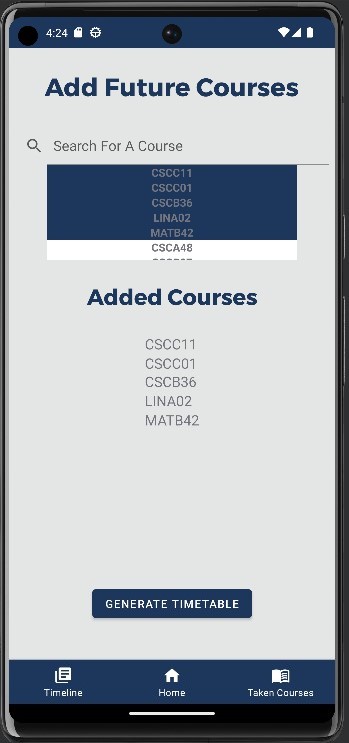 4:24
Add Future Courses
Search For A Course
CSCC11
CSCC01
CSCB36
LINA02
MATB42
CSCA48
Added Courses
CSCC11
CSCC01
CSCB36
LINA02
MATB42
GENERATE TIMETABLE
Timeline
Home
Taken Courses